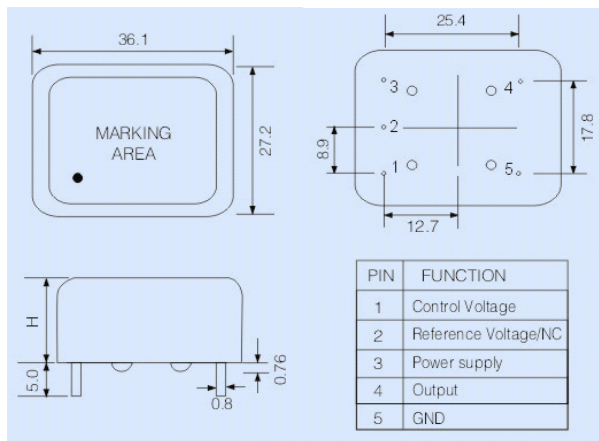 36.1
MARKING
AREA
27.2
25.4
3
4
2
1
5
8.9
17.8
12.7
H
5.0
0.8
0.76
PIN FUNCTION
1 Control Voltage
2 Reference Voltage/NC
3 Power supply
4 Output
5 GND